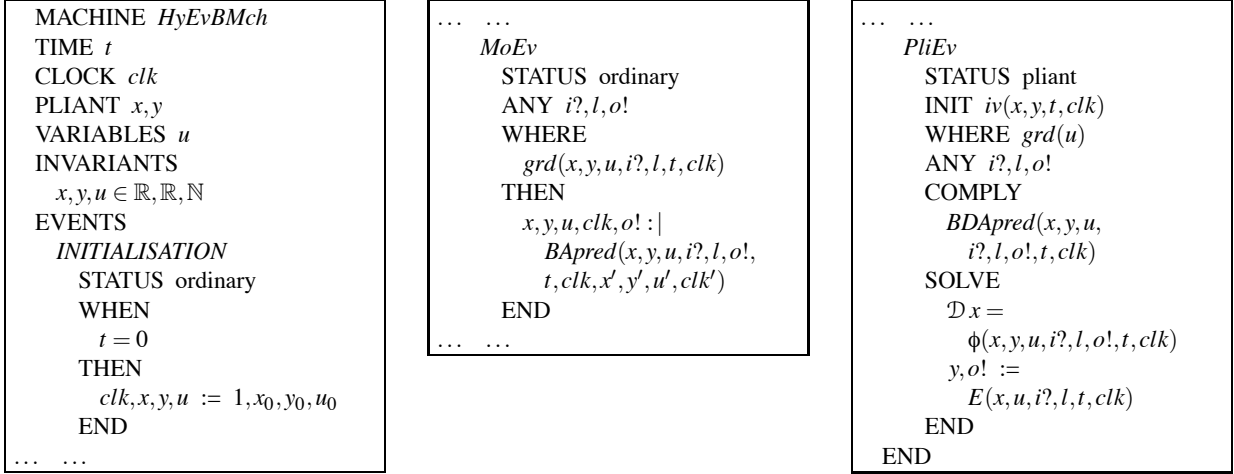 MACHINE HyEvBMch
TIME t
CLOCK clk
PLIANT x,y
VARIABLES u
INVARIANTS
x,y,u ∈ ℝ,ℝ,ℕ
EVENTS
INITIALISATION
STATUS ordinary
WHEN
t = 0
THEN
clk,x,y,u := 1,x₀,y₀,u₀
END
... ...
... ...
MoEv
STATUS ordinary
ANY i?,l,o!
WHERE
grd(x,y,u,i?,l,t,clk)
THEN
x,y,u,clk,o! :|
BApred(x,y,u,i?,l,o!,
t,clk,x′,y′,u′,clk′)
END
... ...
... ...
PliEv
STATUS pliant
INIT iv(x,y,t,clk)
WHERE grd(u)
ANY i?,l,o!
COMPLY
BDApred(x,y,u,
i?,l,o!,t,clk)
SOLVE
𝒟 x =
ϕ(x,y,u,i?,l,o!,t,clk)
y,o! :=
E(x,u,i?,l,t,clk)
END
END